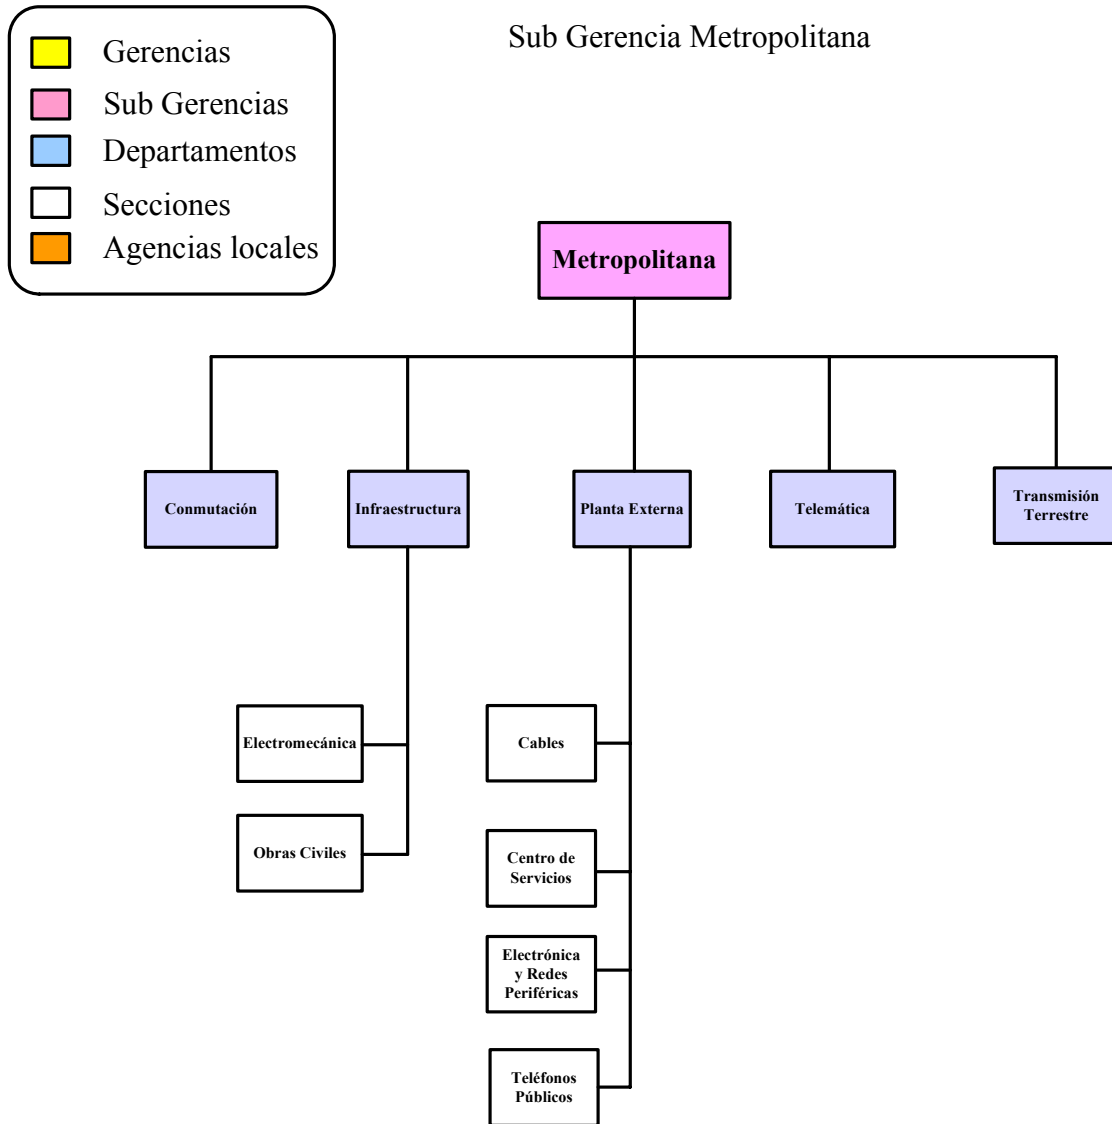 Sub Gerencia Metropolitana
Gerencias
Sub Gerencias
Departamentos
Secciones
Agencias locales
Metropolitana
Conmutación
Infraestructura
Planta Externa
Telemática
Transmisión
Terrestre
Electromecánica
Obras Civiles
Cables
Centro de
Servicios
Electrónica
y Redes
Periféricas
Teléfonos
Públicos